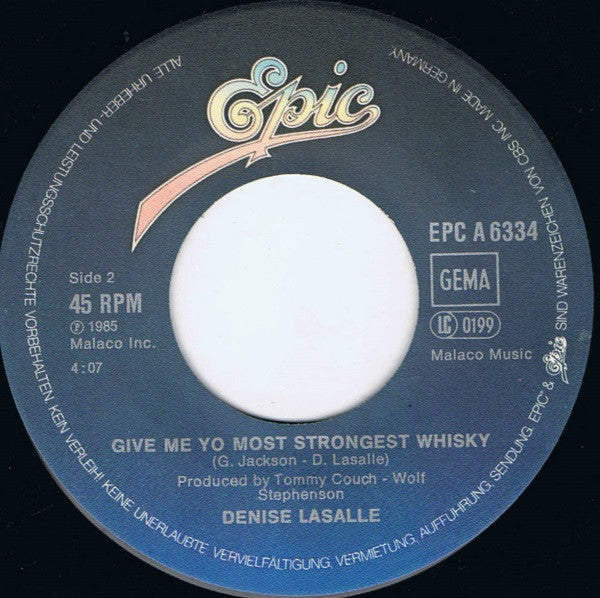 Epic
EPC A 6334
GEMA
LC 0199
Malaco Music
Side 2
45 RPM
℗ 1985
Malaco Inc.
4:07
GIVE ME YO MOST STRONGEST WHISKY
(G. Jackson - D. Lasalle)
Produced by Tommy Couch - Wolf
Stephenson
DENISE LASALLE
ALLE URHEBER- UND LEISTUNGSSCHUTZRECHTE VORBEHALTEN. KEIN VERLEIH! KEINE UNERLAUBTE VERVIELFÄLTIGUNG, VERMIETUNG, AUFFÜHRUNG, SENDUNG. EPIC & Epic SIND WARENZEICHEN VON CBS INC. MADE IN GERMANY